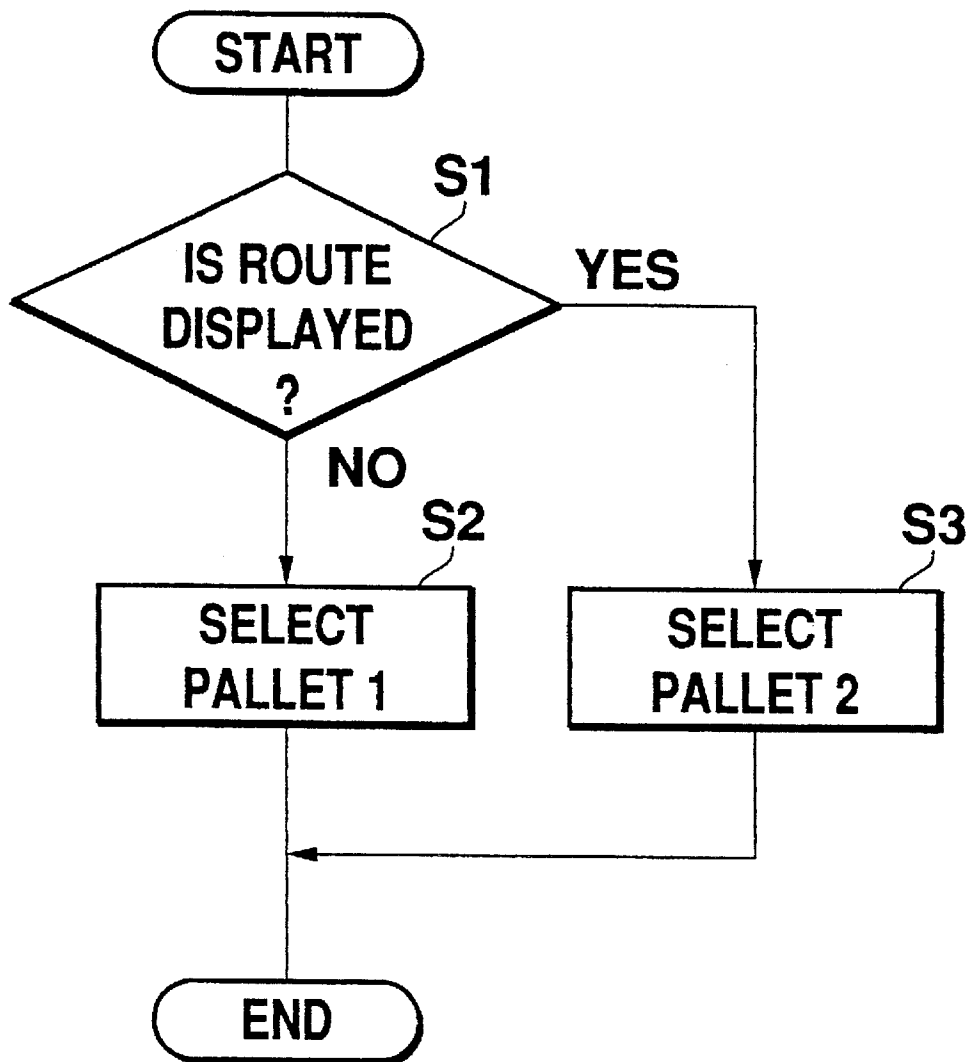 START
S1
IS ROUTE
DISPLAYED
?
YES
NO
S2
SELECT
PALLET 1
S3
SELECT
PALLET 2
END